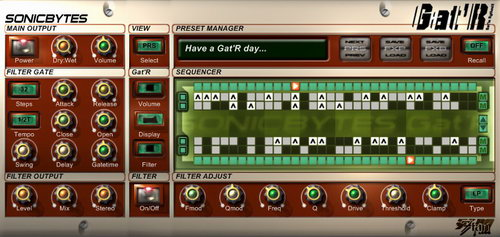 SONICBYTES
Gat'R
MAIN OUTPUT
VIEW
PRESET MANAGER
Power
Dry:Wet
Volume
PRS
Select
Have a Gat'R day...
NEXT
PREV
SAVE
LOAD
SAVE
LOAD
OFF
Recall
FILTER GATE
Gat'R
SEQUENCER
32
Steps
Attack
Release
Volume
1/2T
Tempo
Close
Open
Display
Swing
Delay
Gatetime
Filter
M
M
SONICBYTES Gat'R
M
M
FILTER OUTPUT
FILTER
FILTER ADJUST
Level
Mix
Stereo
On/Off
Fmod
Qmod
Freq
Q
Drive
Threshold
Clamp
LP
Type